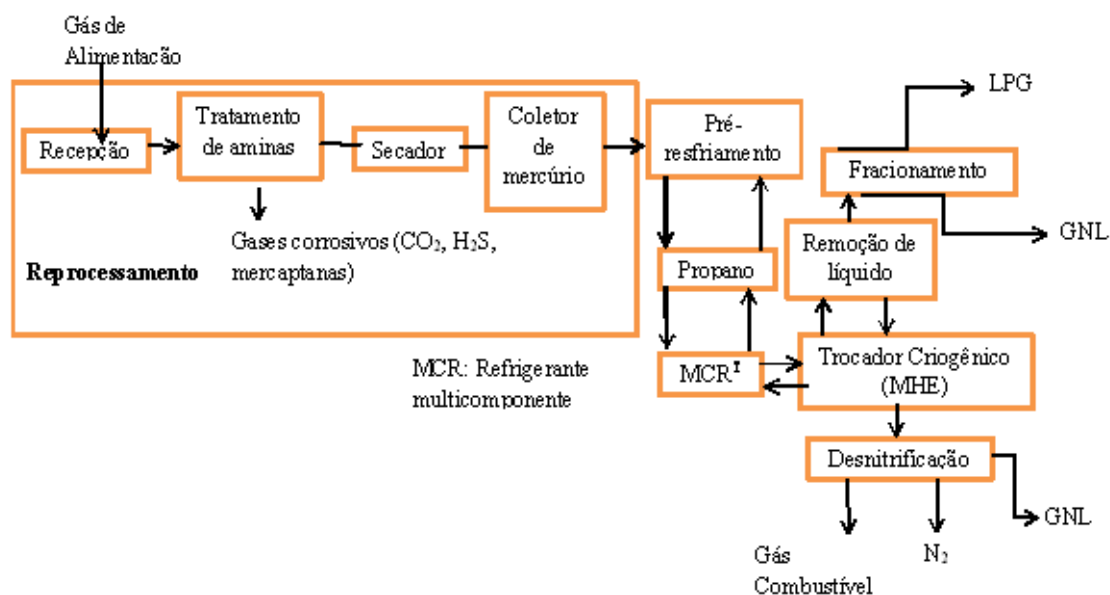 Gás de
Alimentação
LPG
Recepção
Tratamento
de aminas
Secador
Coletor
de
mercúrio
Pré-
resfriamento
Fracionamento
GNL
Gases corrosivos (CO₂, H₂S,
mercaptanas)
Reprocessamento
Propano
Remoção de
líquido
MCR: Refrigerante
multicomponente
MCR¹
Trocador Criogênico
(MHE)
Desnitrificação
GNL
Gás
Combustível
N₂